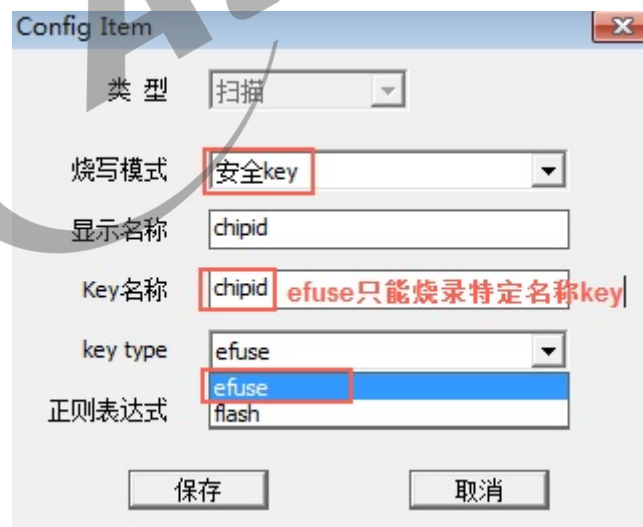 Config Item
类 型 扫描
烧写模式 安全key
显示名称 chipid
Key名称 chipid efuse只能烧录特定名称key
key type efuse
efuse
正则表达式 flash
保存 取消